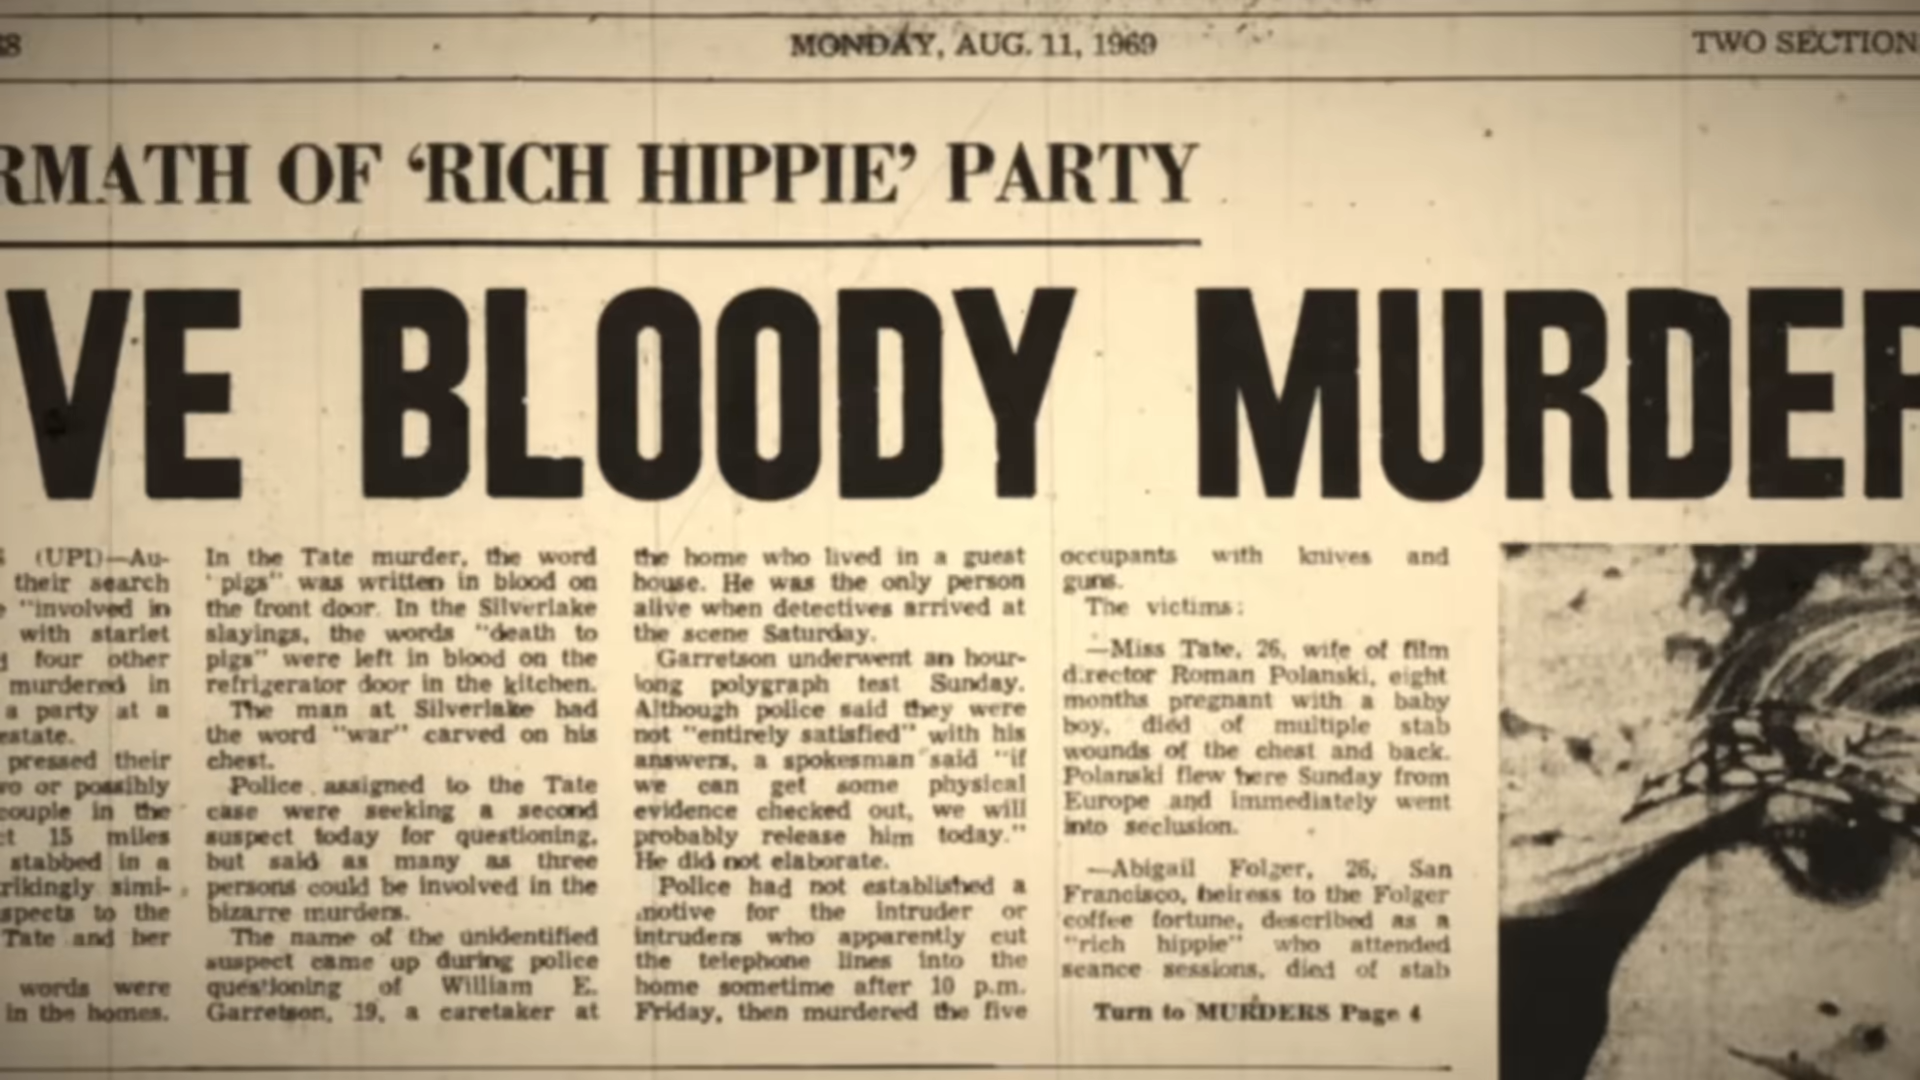 MONDAY, AUG. 11, 1969
TWO SECTION
RMATH OF ‘RICH HIPPIE’ PARTY
VE BLOODY MURDER
(UPI)—Au-
their search
"involved in
with starlet
four other
murdered in
a party at a
estate.
pressed their
wo or possibly
couple in the
ct 15 miles
stabbed in a
rikingly simi-
spects to the
Tate and her
words were
in the homes.
In the Tate murder, the word
"pigs" was written in blood on
the front door. In the Silverlake
slayings, the words "death to
pigs" were left in blood on the
refrigerator door in the kitchen.
The man at Silverlake had
the word "war" carved on his
chest.
Police assigned to the Tate
case were seeking a second
suspect today for questioning,
but said as many as three
persons could be involved in the
bizarre murders.
The name of the unidentified
suspect came up during police
questioning of William E.
Garretson, 19, a caretaker at
the home who lived in a guest
house. He was the only person
alive when detectives arrived at
the scene Saturday.
Garretson underwent an hour-
long polygraph test Sunday.
Although police said they were
not "entirely satisfied" with his
answers, a spokesman said "if
we can get some physical
evidence checked out, we will
probably release him today."
He did not elaborate.
Police had not established a
motive for the intruder or
intruders who apparently cut
the telephone lines into the
home sometime after 10 p.m.
Friday, then murdered the five
occupants with knives and
guns.
The victims:
—Miss Tate, 26, wife of film
director Roman Polanski, eight
months pregnant with a baby
boy, died of multiple stab
wounds of the chest and back.
Polanski flew here Sunday from
Europe and immediately went
into seclusion.
—Abigail Folger, 26, San
Francisco, heiress to the Folger
coffee fortune, described as a
"rich hippie" who attended
seance sessions, died of stab
Turn to MURDERS Page 4